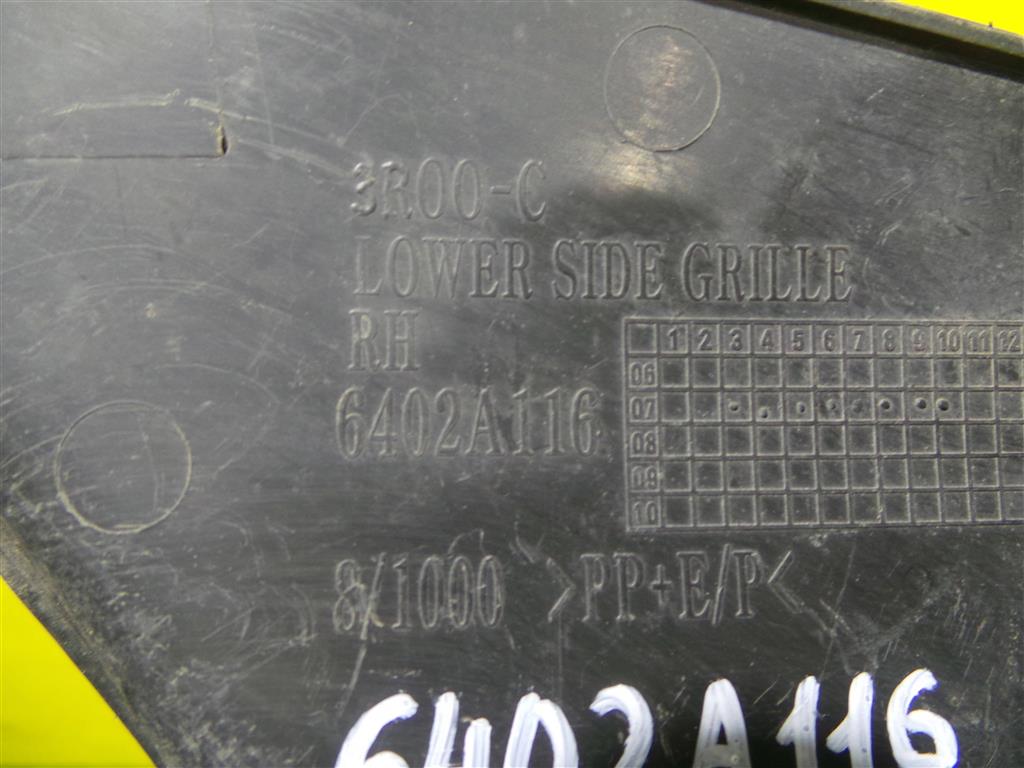 3R00-C
LOWER SIDE GRILLE
RH
6402A116
1 2 3 4 5 6 7 8 9 10 11 12
06
07
08
09
10
8/1000 >PP+E/P<
6402A116